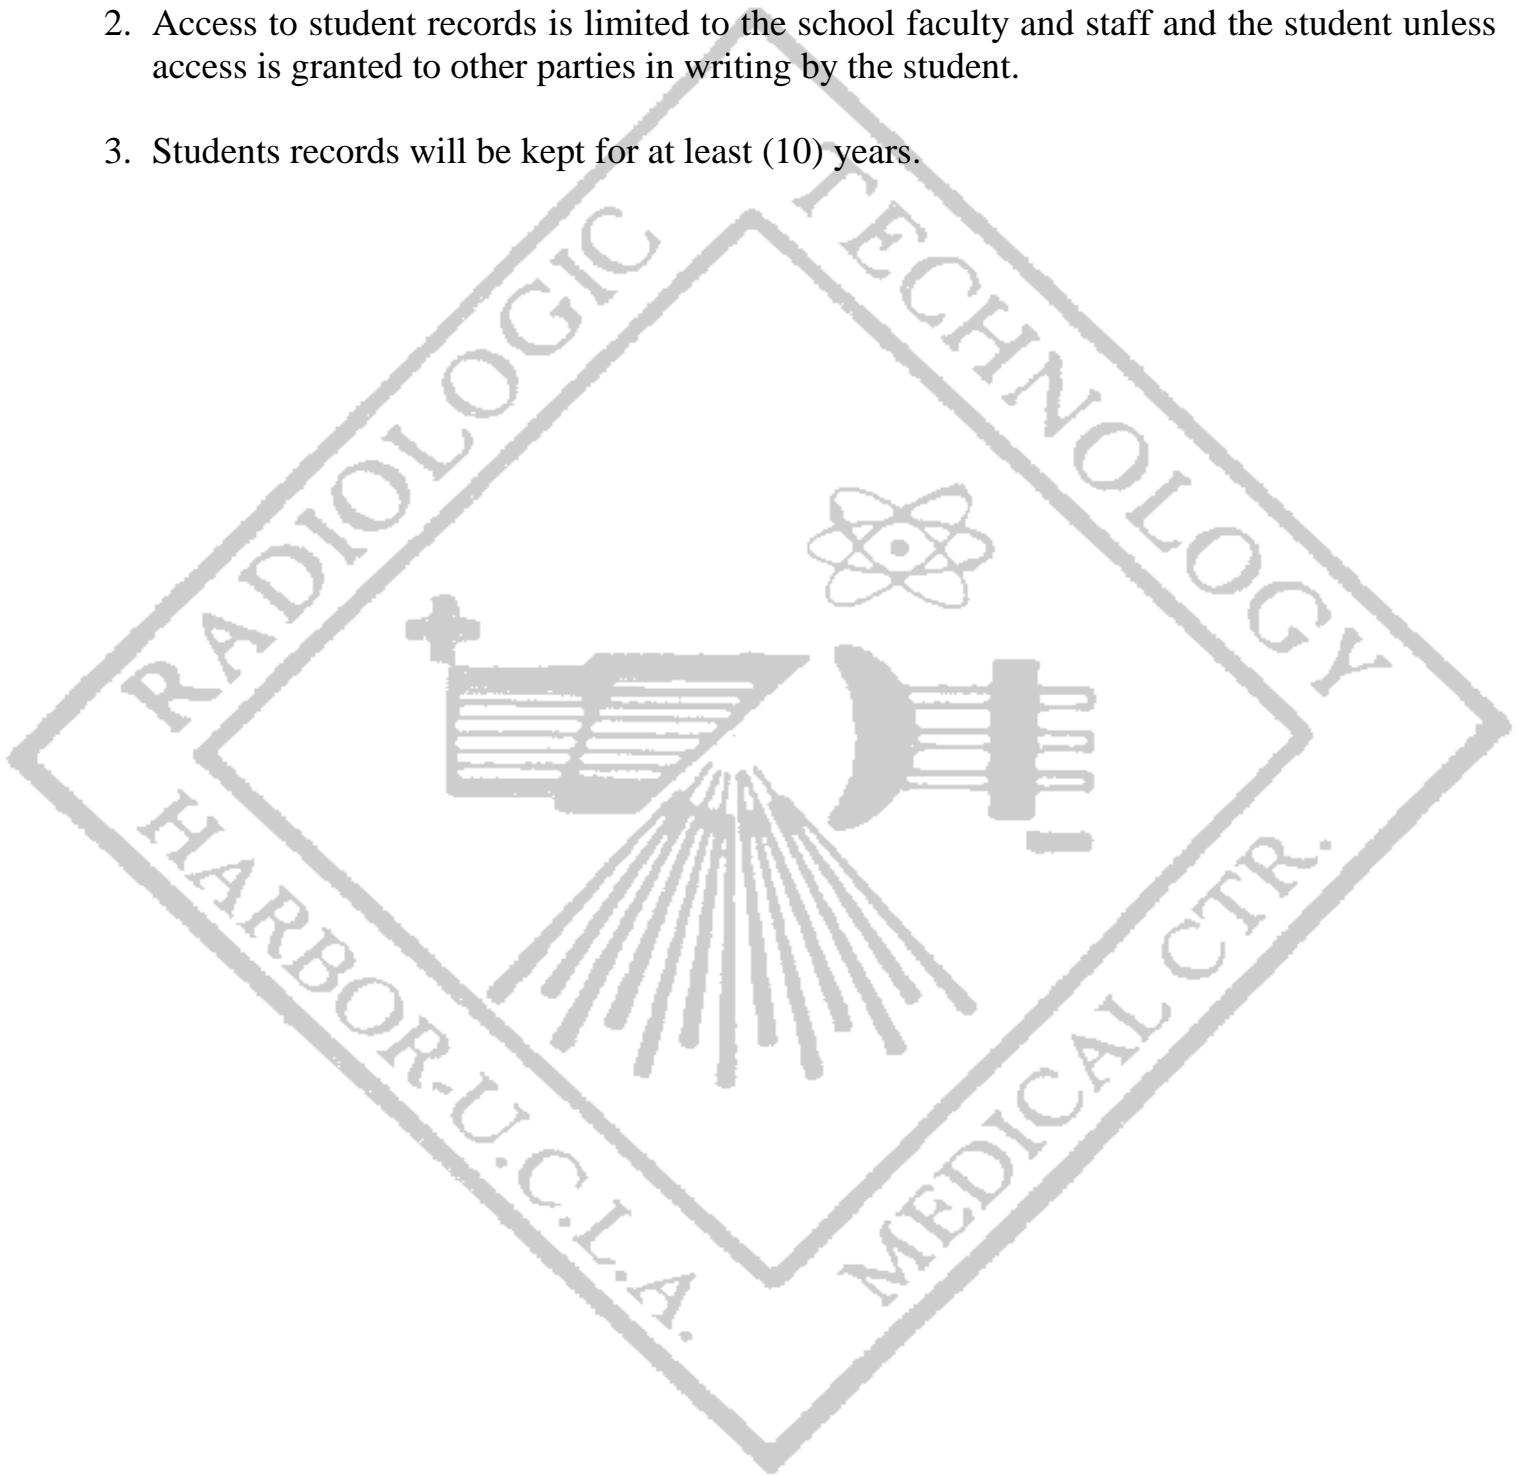 2. Access to student records is limited to the school faculty and staff and the student unless
access is granted to other parties in writing by the student.
3. Students records will be kept for at least (10) years.
RADIOLOGIC
TECHNOLOGY
HARBOR-U.C.L.A.
MEDICAL CTR.